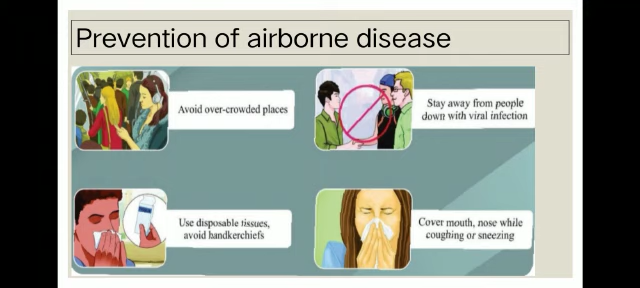 Prevention of airborne disease
Avoid over-crowded places
Stay away from people
down with viral infection
Use disposable tissues,
avoid handkerchiefs
Cover mouth, nose while
coughing or sneezing